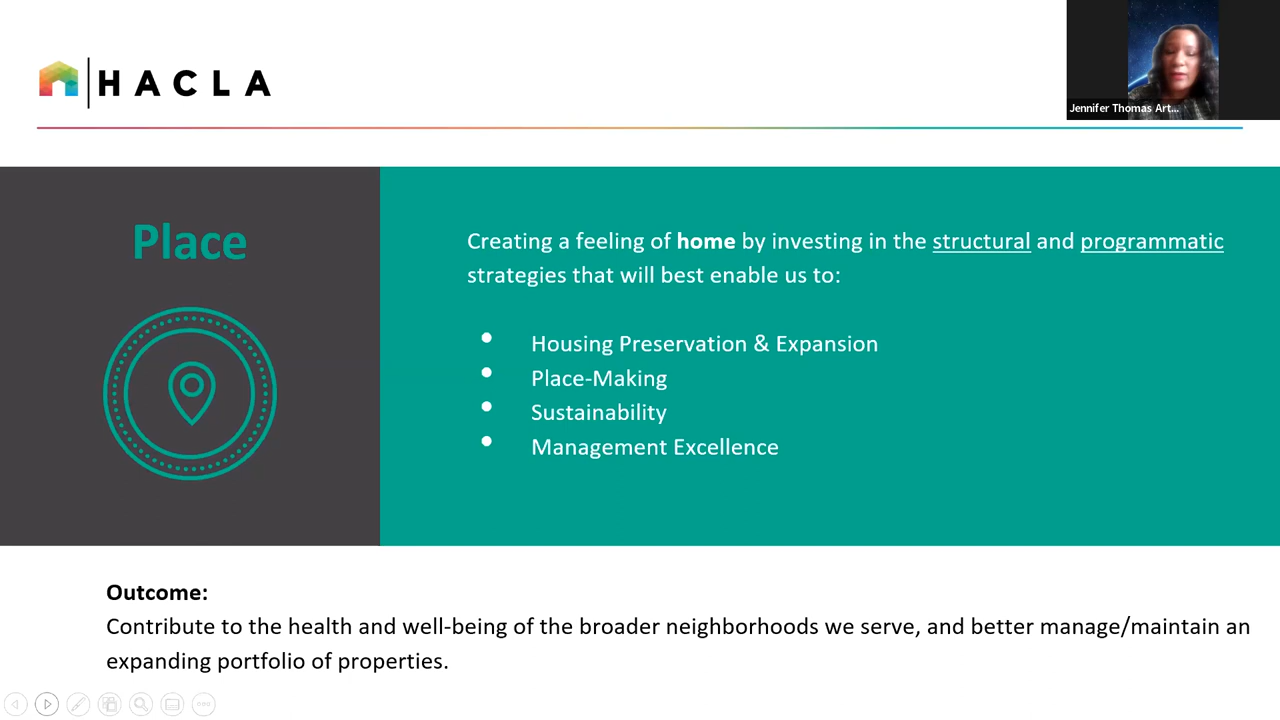 HACLA
Jennifer Thomas Art...
Place
Creating a feeling of home by investing in the structural and programmatic
strategies that will best enable us to:
• Housing Preservation & Expansion
• Place-Making
• Sustainability
• Management Excellence
Outcome:
Contribute to the health and well-being of the broader neighborhoods we serve, and better manage/maintain an
expanding portfolio of properties.